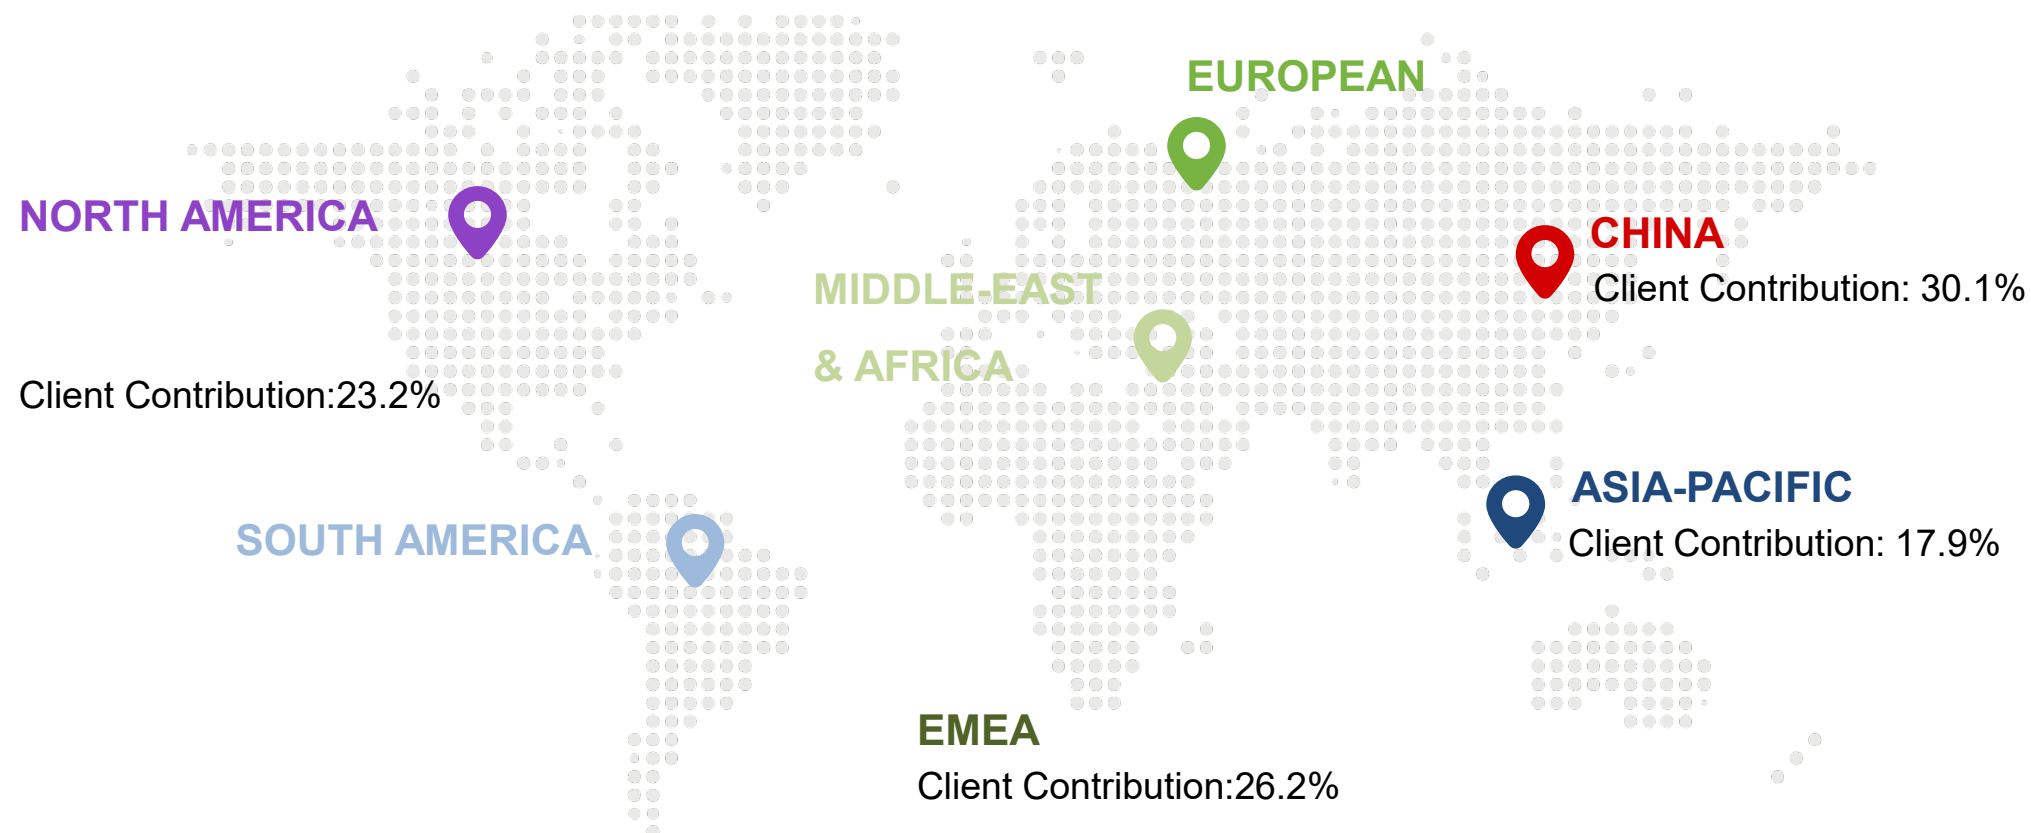 EUROPEAN
NORTH AMERICA
CHINA
Client Contribution: 30.1%
MIDDLE-EAST
& AFRICA
Client Contribution:23.2%
ASIA-PACIFIC
Client Contribution: 17.9%
SOUTH AMERICA
EMEA
Client Contribution:26.2%